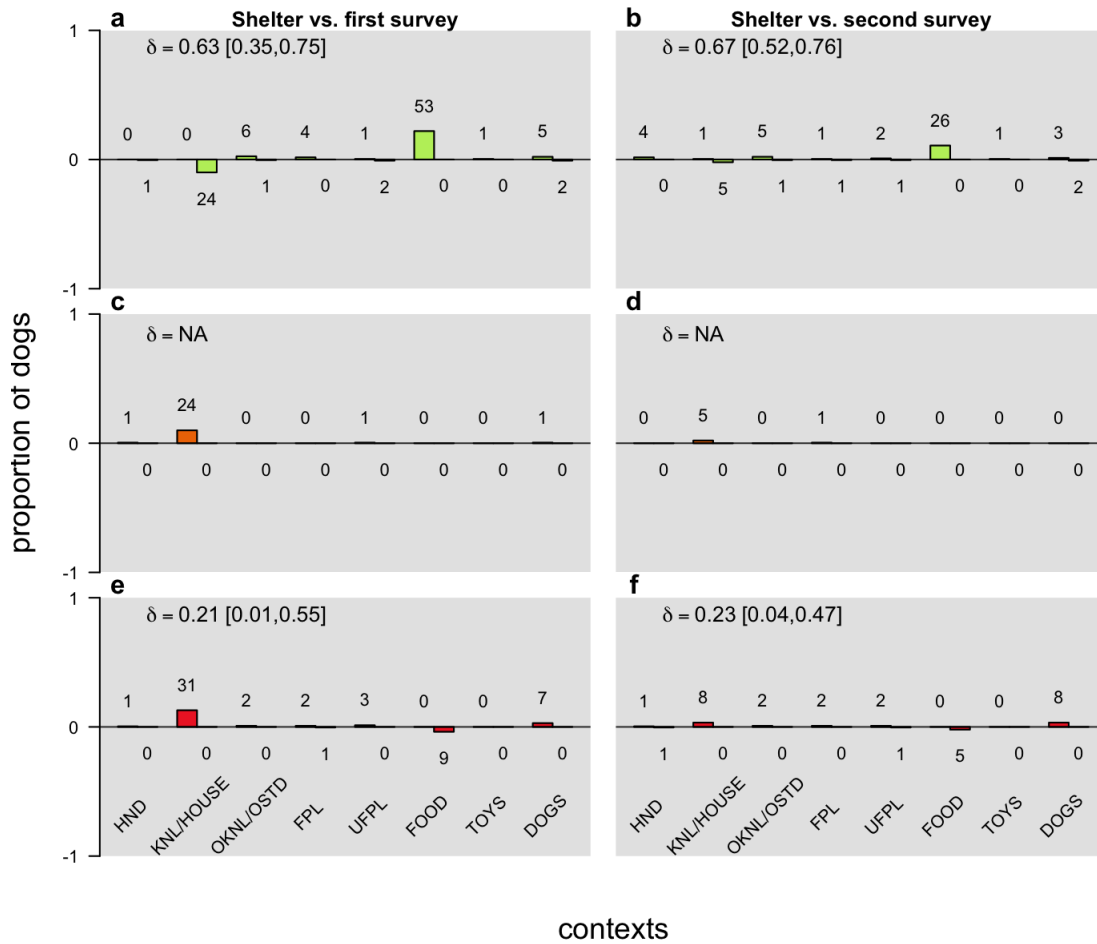 a Shelter vs. first survey
b Shelter vs. second survey
1
δ = 0.63 [0.35,0.75]
δ = 0.67 [0.52,0.76]
0 0 6 4 1 53 1 5
4 1 5 1 2 26 1 3
0
1 24 1 0 2 0 0 2
0 5 1 1 1 0 0 2
-1
c
d
1
δ = NA
δ = NA
1 24 0 0 1 0 0 1
0 5 0 1 0 0 0 0
0
0 0 0 0 0 0 0 0
0 0 0 0 0 0 0 0
-1
e
f
1
δ = 0.21 [0.01,0.55]
δ = 0.23 [0.04,0.47]
1 31 2 2 3 0 0 7
1 8 2 2 2 0 0 8
0
0 0 0 1 0 9 0 0
1 0 0 0 1 5 0 0
-1
HND KNL/HOUSE OKNL/OSTD FPL UFPL FOOD TOYS DOGS
HND KNL/HOUSE OKNL/OSTD FPL UFPL FOOD TOYS DOGS
proportion of dogs
contexts